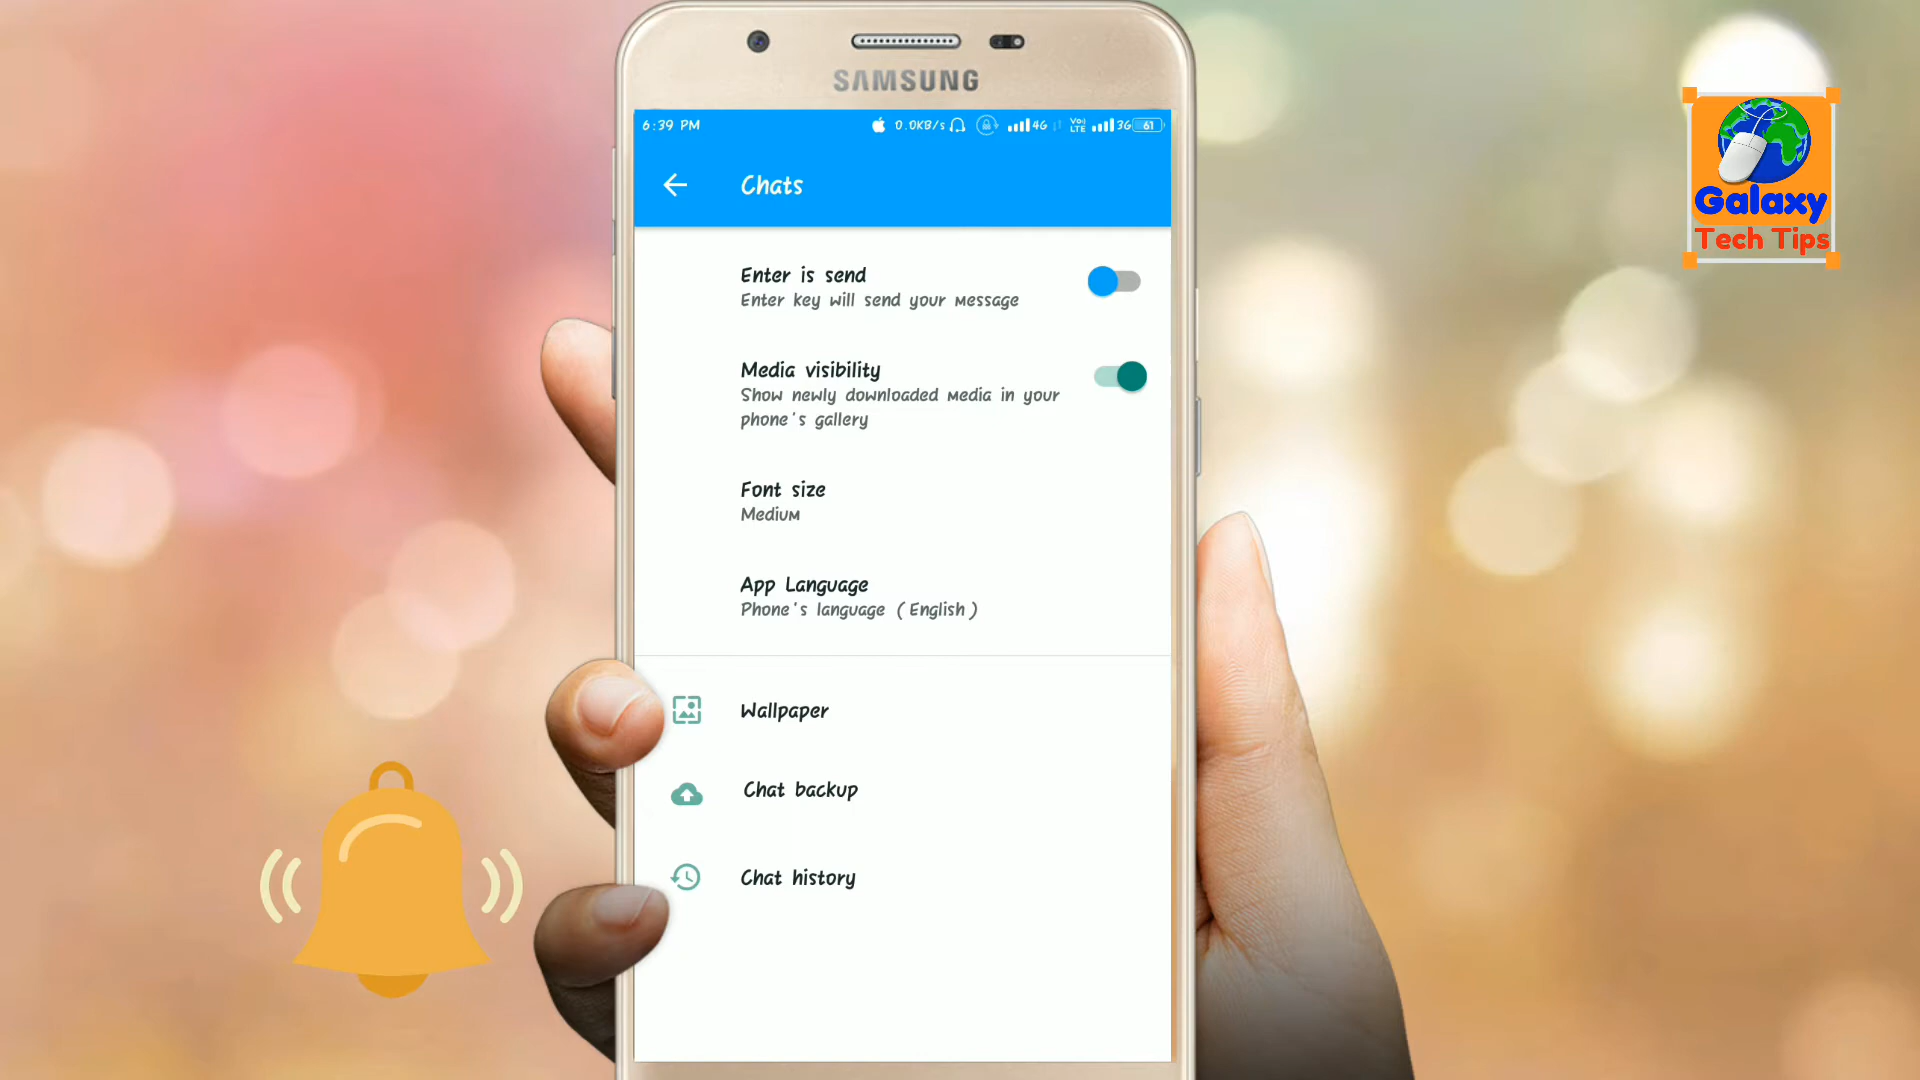 SAMSUNG
6:39 PM 0.0KB/s 4G Vo) LTE 3G 61
Chats
Galaxy
Tech Tips
Enter is send
Enter key will send your message
Media visibility
Show newly downloaded media in your
phone's gallery
Font size
Medium
App Language
Phone's language (English)
Wallpaper
Chat backup
Chat history